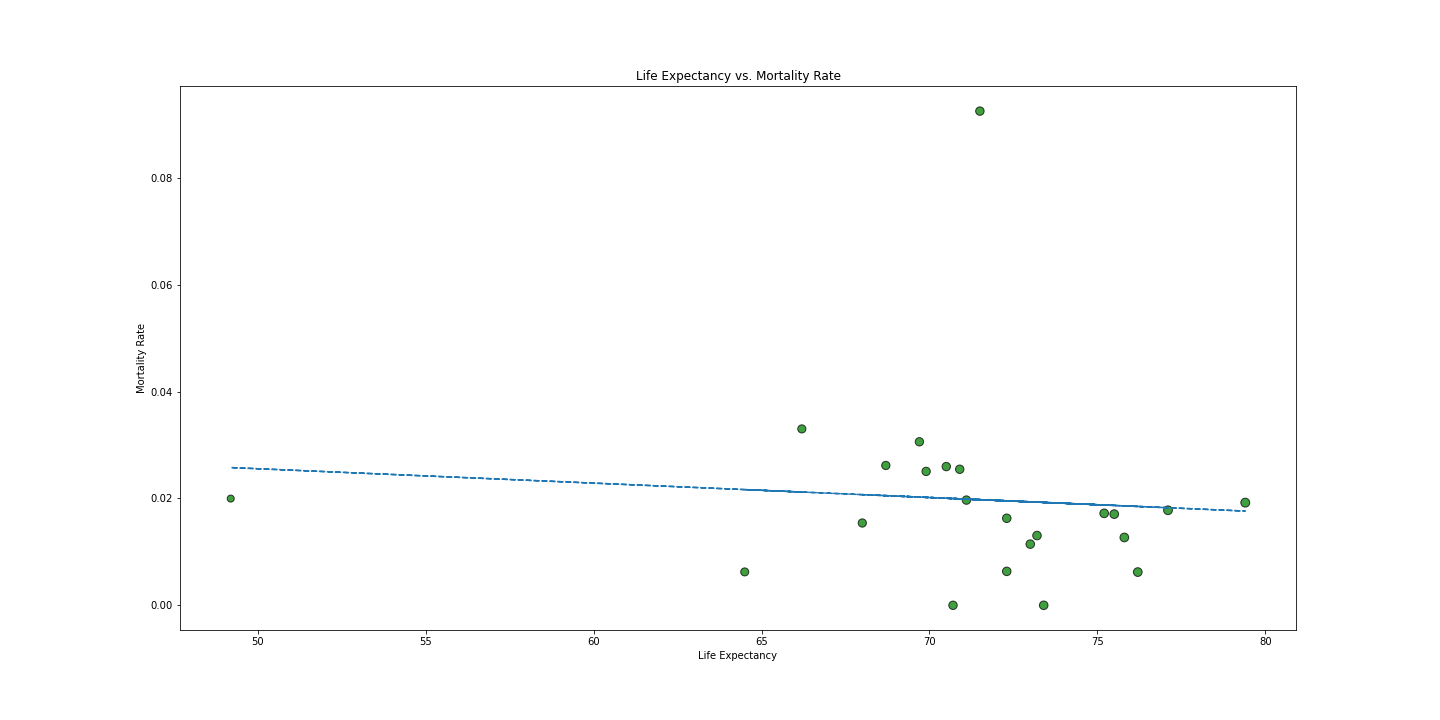 Life Expectancy vs. Mortality Rate
0.08
0.06
0.04
0.02
0.00
Mortality Rate
50 55 60 65 70 75 80
Life Expectancy